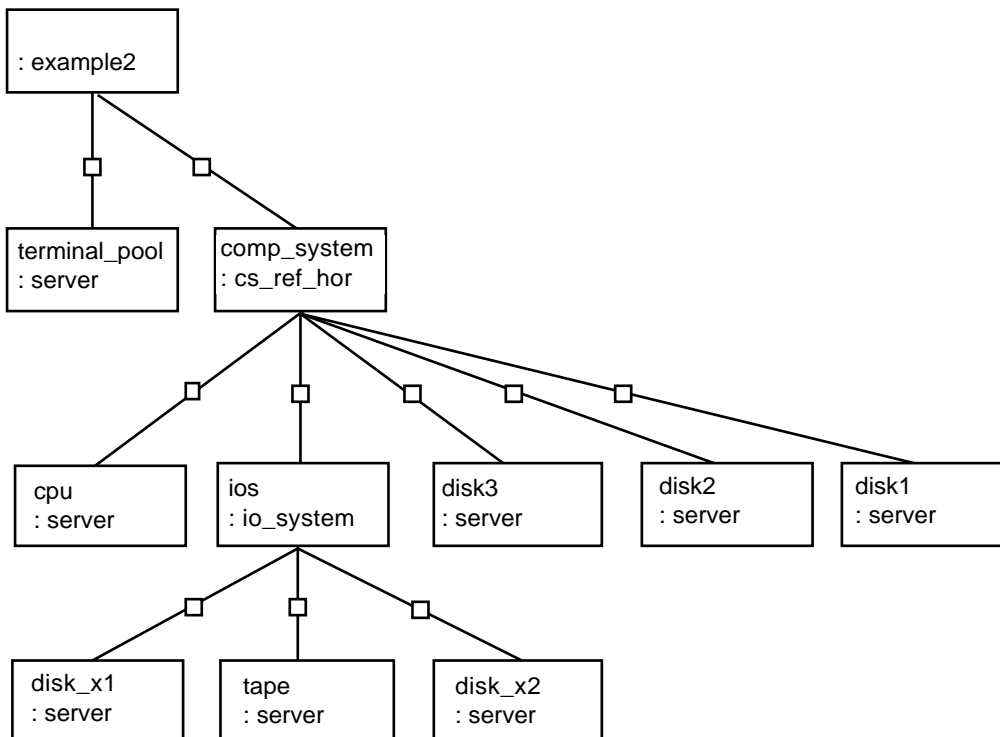 : example2
terminal_pool
: server
comp_system
: cs_ref_hor
cpu
: server
ios
: io_system
disk3
: server
disk2
: server
disk1
: server
disk_x1
: server
tape
: server
disk_x2
: server